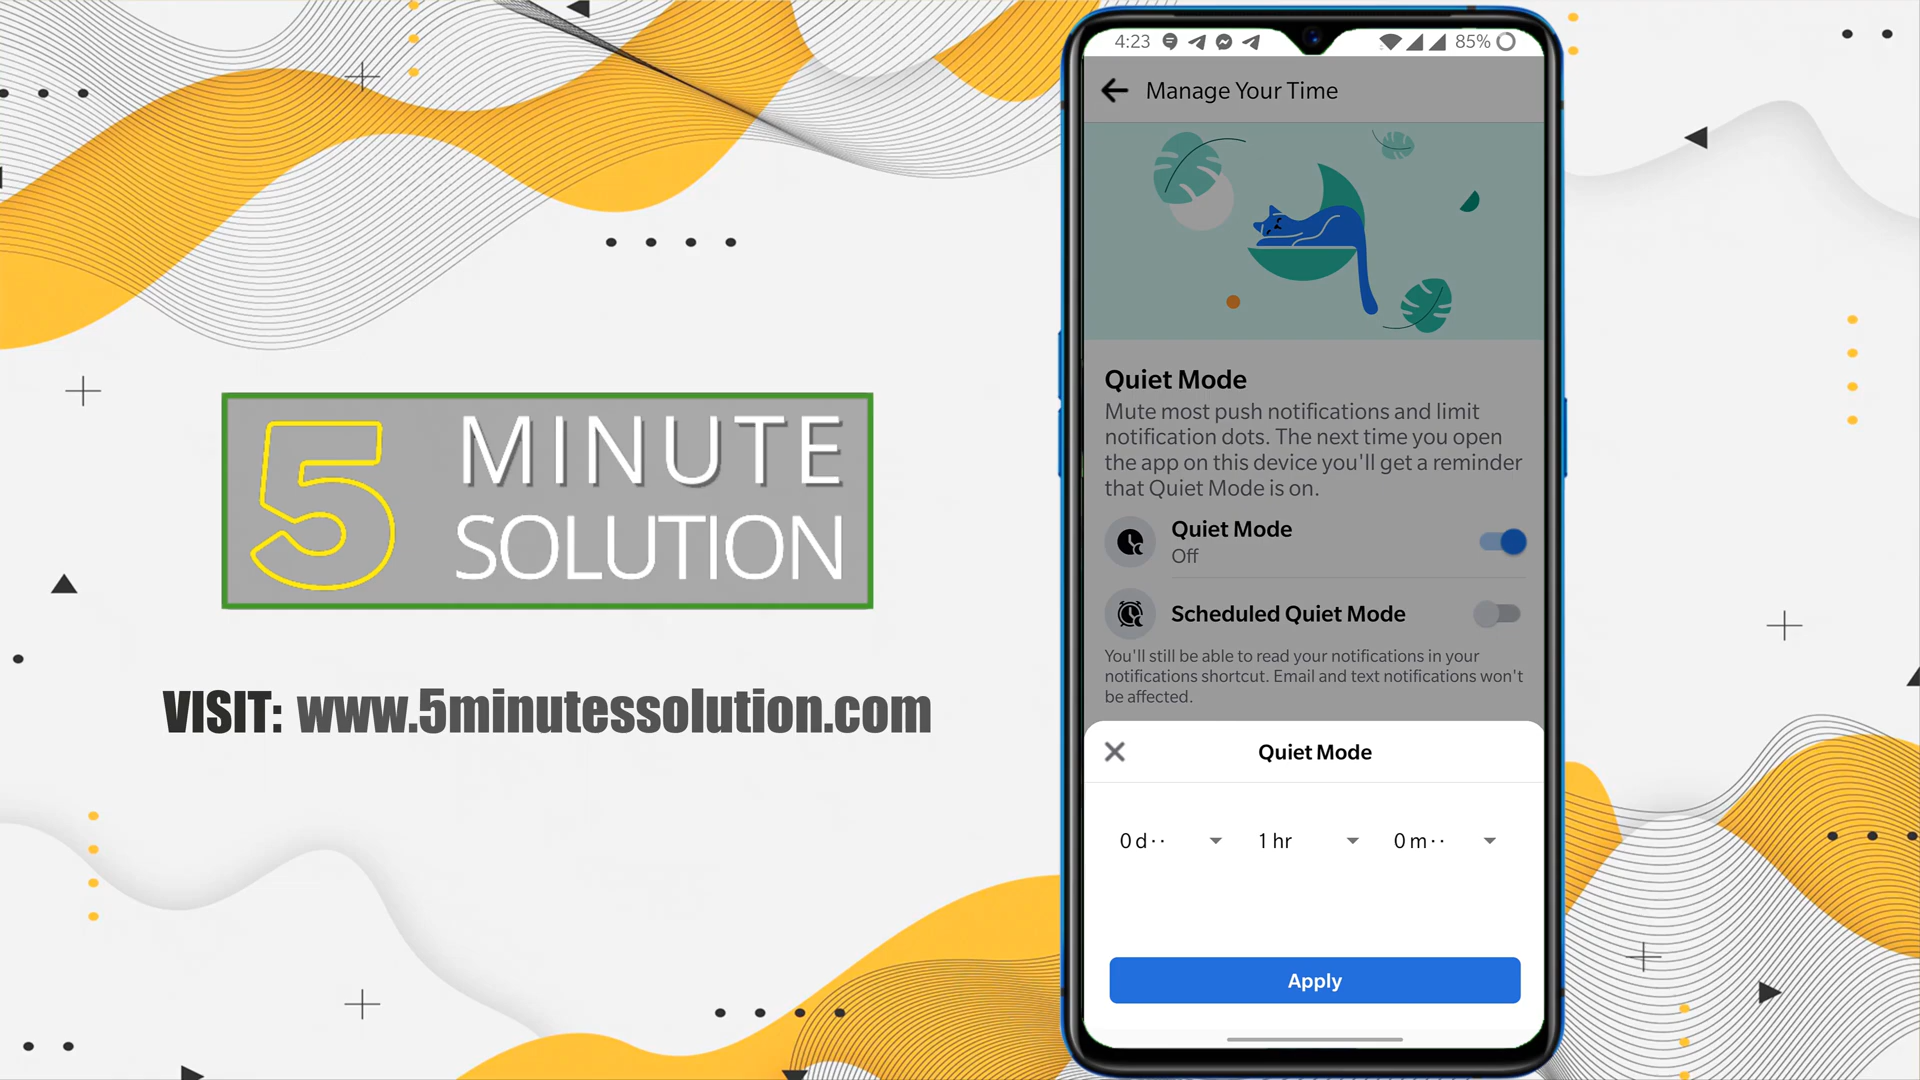 5 MINUTE
SOLUTION
VISIT: www.5minutessolution.com
4:23
85%
Manage Your Time
Quiet Mode
Mute most push notifications and limit
notification dots. The next time you open
the app on this device you'll get a reminder
that Quiet Mode is on.
Quiet Mode
Off
Scheduled Quiet Mode
You'll still be able to read your notifications in your
notifications shortcut. Email and text notifications won't
be affected.
Quiet Mode
0 d··
1 hr
0 m··
Apply